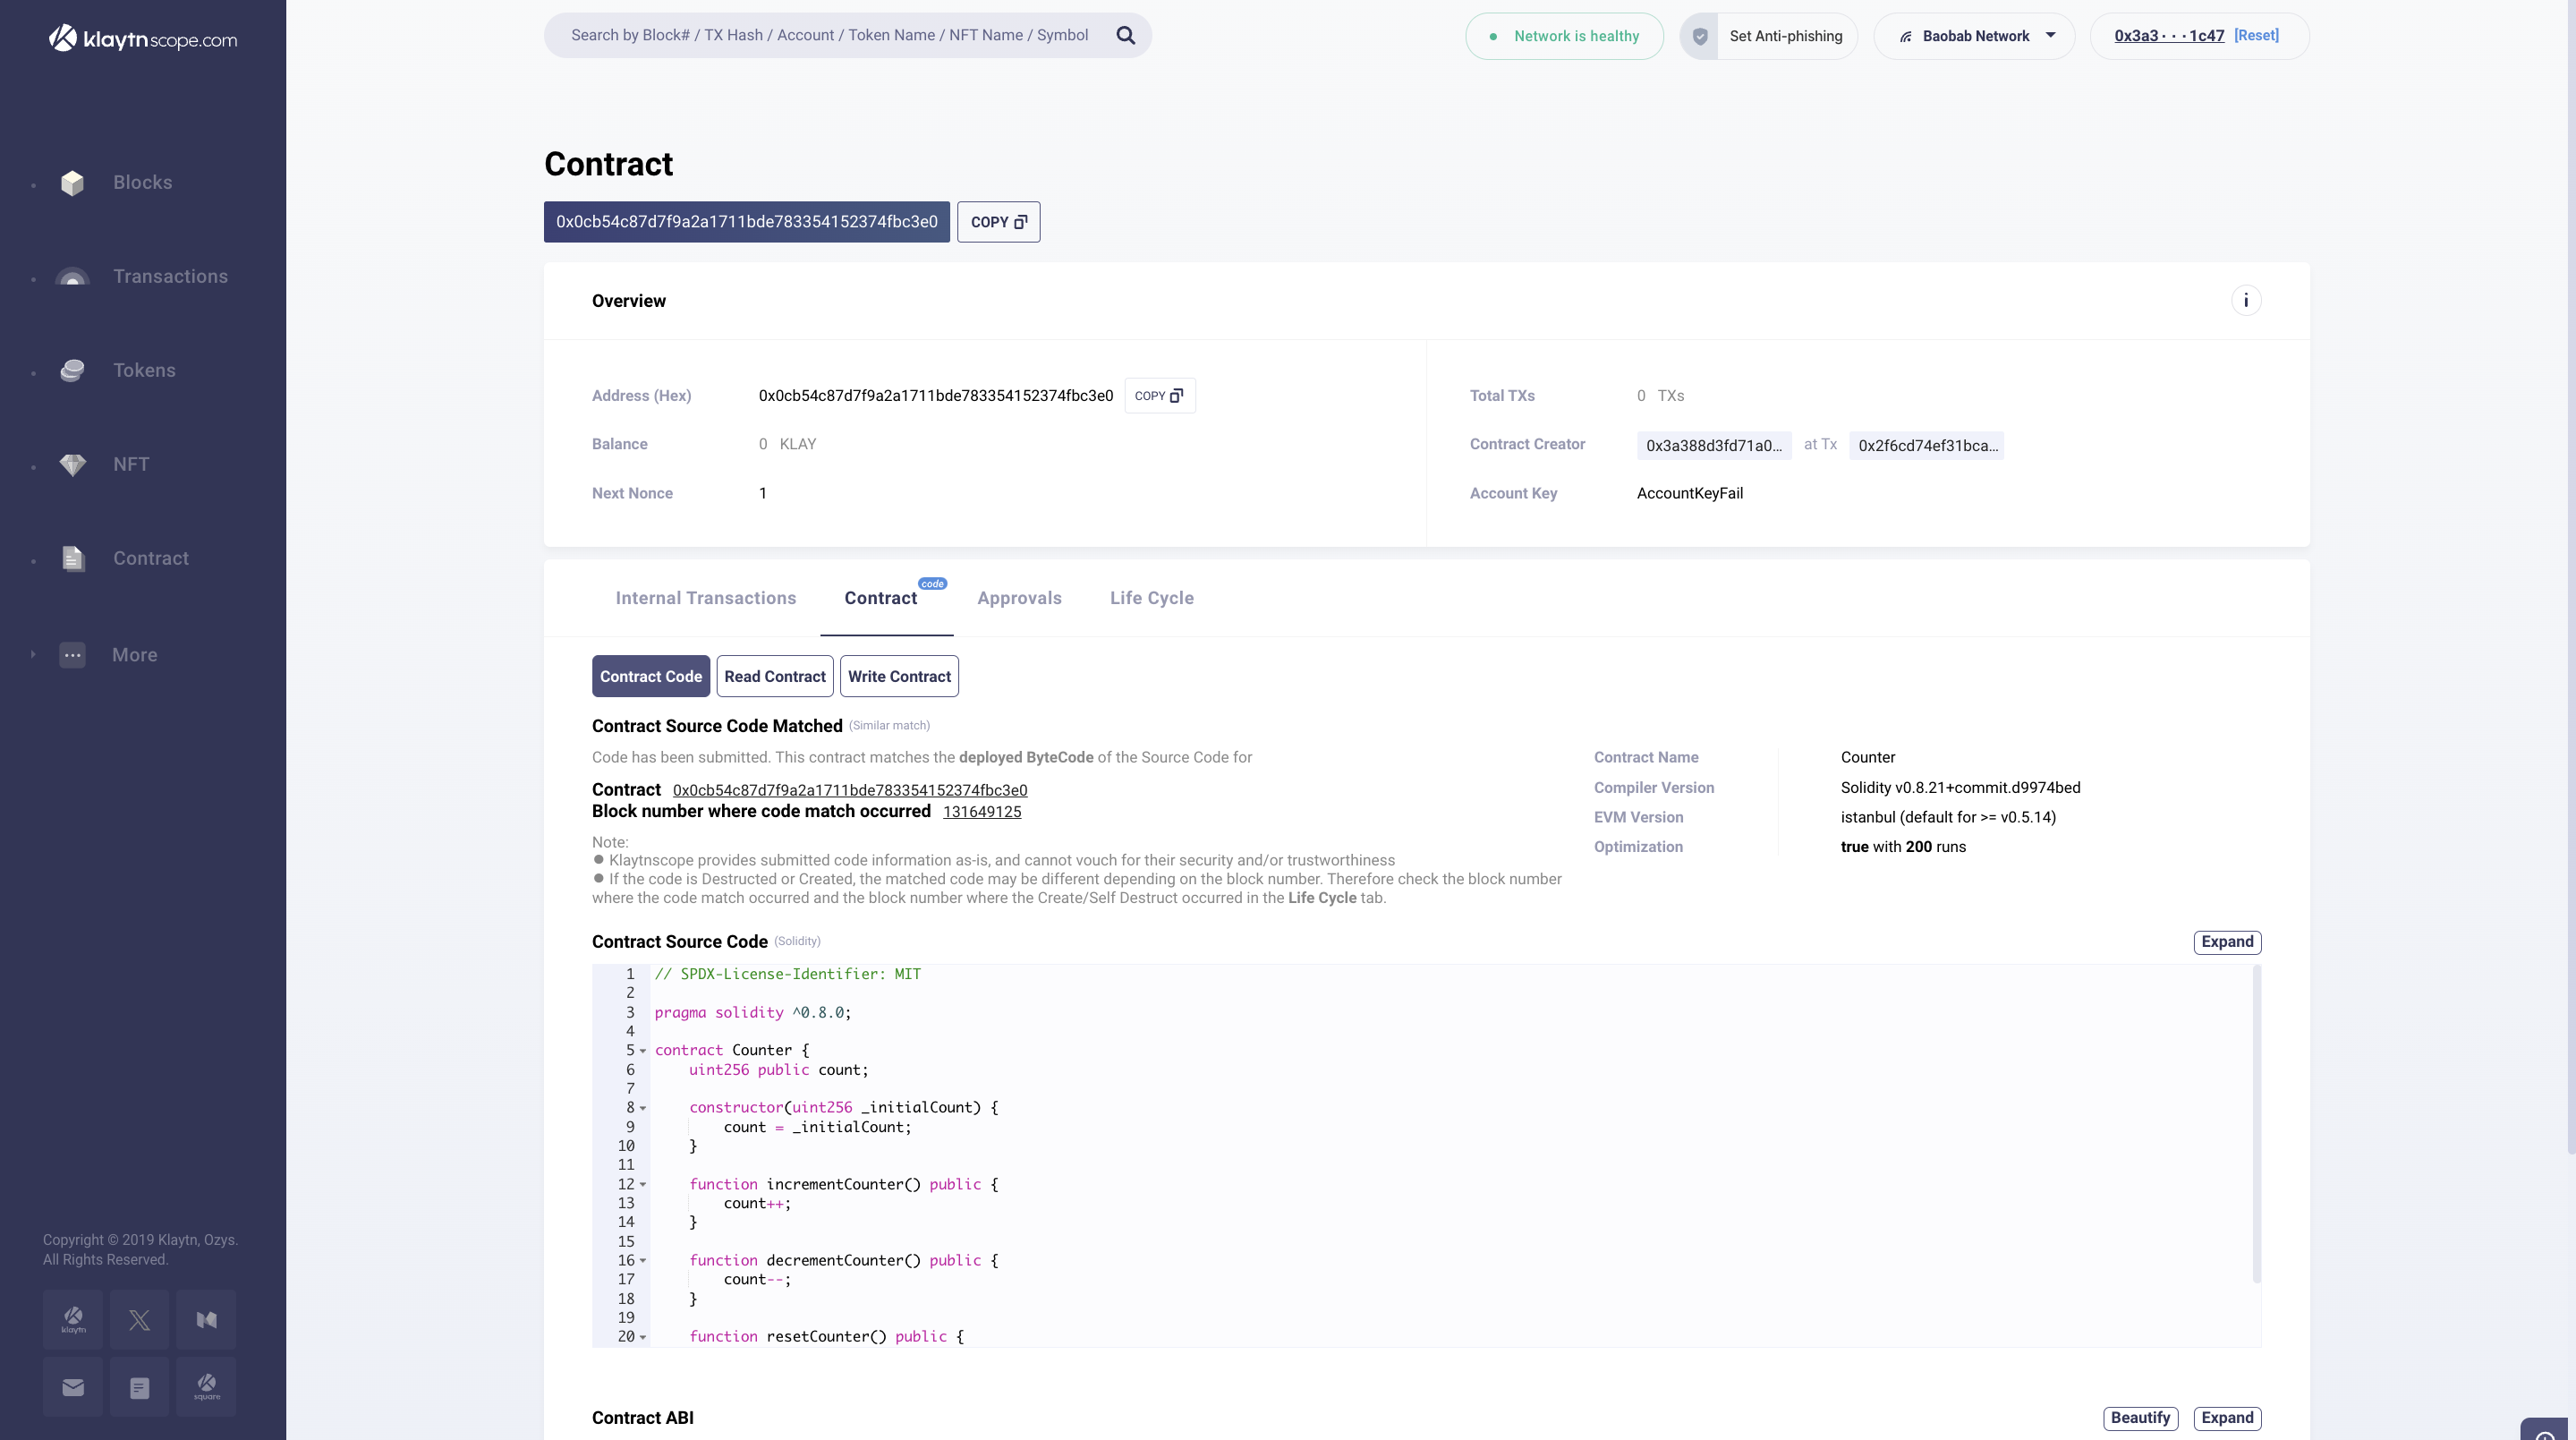 klaytnscope.com
Search by Block# / TX Hash / Account / Token Name / NFT Name / Symbol
Network is healthy
Set Anti-phishing
Baobab Network
0x3a3···1c47 [Reset]
Blocks
Transactions
Tokens
NFT
Contract
More
Copyright © 2019 Klaytn, Ozys.
All Rights Reserved.
klaytn
square
Contract
0x0cb54c87d7f9a2a1711bde783354152374fbc3e0 COPY
Overview
Address (Hex) 0x0cb54c87d7f9a2a1711bde783354152374fbc3e0 COPY
Balance 0 KLAY
Next Nonce 1
Total TXs 0 TXs
Contract Creator 0x3a388d3fd71a0... at Tx 0x2f6cd74ef31bca...
Account Key AccountKeyFail
Internal Transactions Contract code Approvals Life Cycle
Contract Code Read Contract Write Contract
Contract Source Code Matched (Similar match)
Code has been submitted. This contract matches the deployed ByteCode of the Source Code for
Contract 0x0cb54c87d7f9a2a1711bde783354152374fbc3e0
Block number where code match occurred 131649125
Note:
● Klaytnscope provides submitted code information as-is, and cannot vouch for their security and/or trustworthiness
● If the code is Destructed or Created, the matched code may be different depending on the block number. Therefore check the block number
where the code match occurred and the block number where the Create/Self Destruct occurred in the Life Cycle tab.
Contract Name Counter
Compiler Version Solidity v0.8.21+commit.d9974bed
EVM Version istanbul (default for >= v0.5.14)
Optimization true with 200 runs
Contract Source Code (Solidity) Expand
1 // SPDX-License-Identifier: MIT
2
3 pragma solidity ^0.8.0;
4
5 contract Counter {
6 uint256 public count;
7
8 constructor(uint256 _initialCount) {
9 count = _initialCount;
10 }
11
12 function incrementCounter() public {
13 count++;
14 }
15
16 function decrementCounter() public {
17 count--;
18 }
19
20 function resetCounter() public {
Contract ABI Beautify Expand